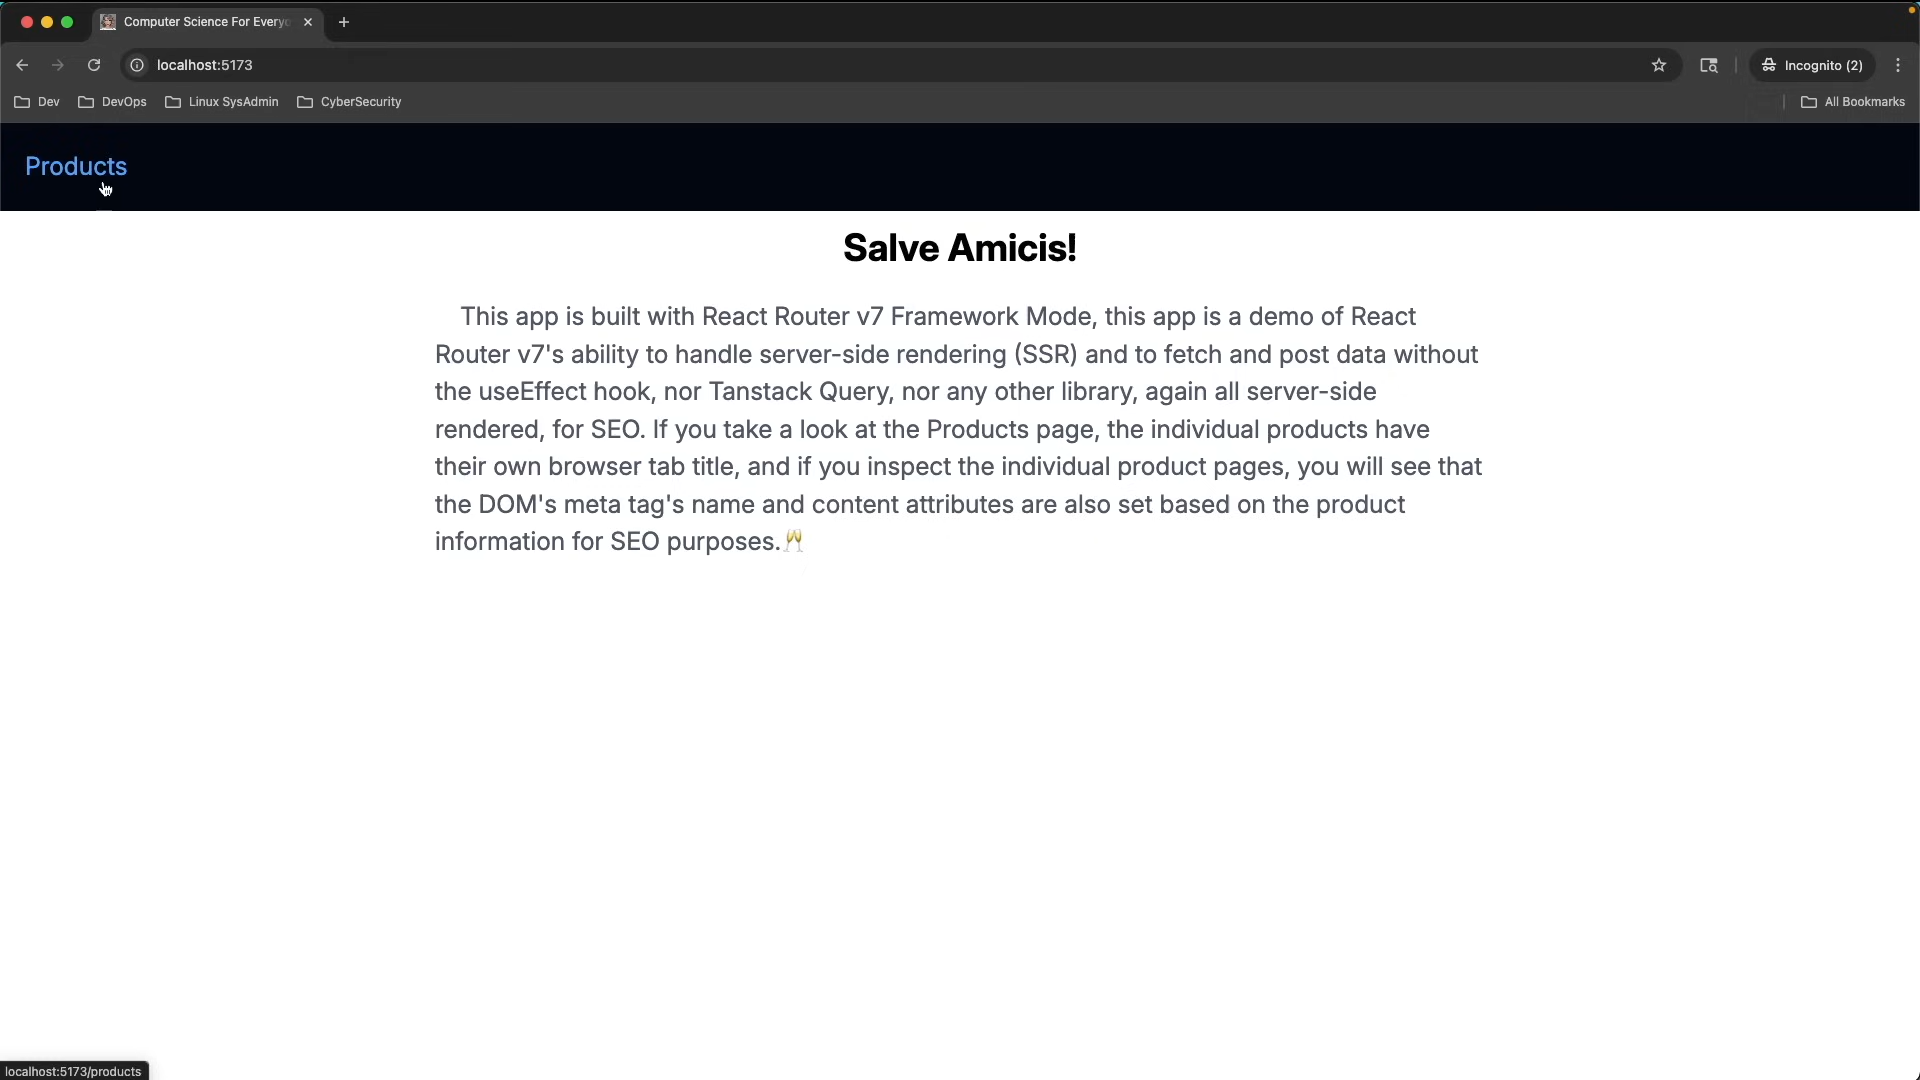 Computer Science For Everyo
localhost:5173
Incognito (2)
Dev
DevOps
Linux SysAdmin
CyberSecurity
All Bookmarks
Products
Salve Amicis!
This app is built with React Router v7 Framework Mode, this app is a demo of React
Router v7's ability to handle server-side rendering (SSR) and to fetch and post data without
the useEffect hook, nor Tanstack Query, nor any other library, again all server-side
rendered, for SEO. If you take a look at the Products page, the individual products have
their own browser tab title, and if you inspect the individual product pages, you will see that
the DOM's meta tag's name and content attributes are also set based on the product
information for SEO purposes.🥂
localhost:5173/products